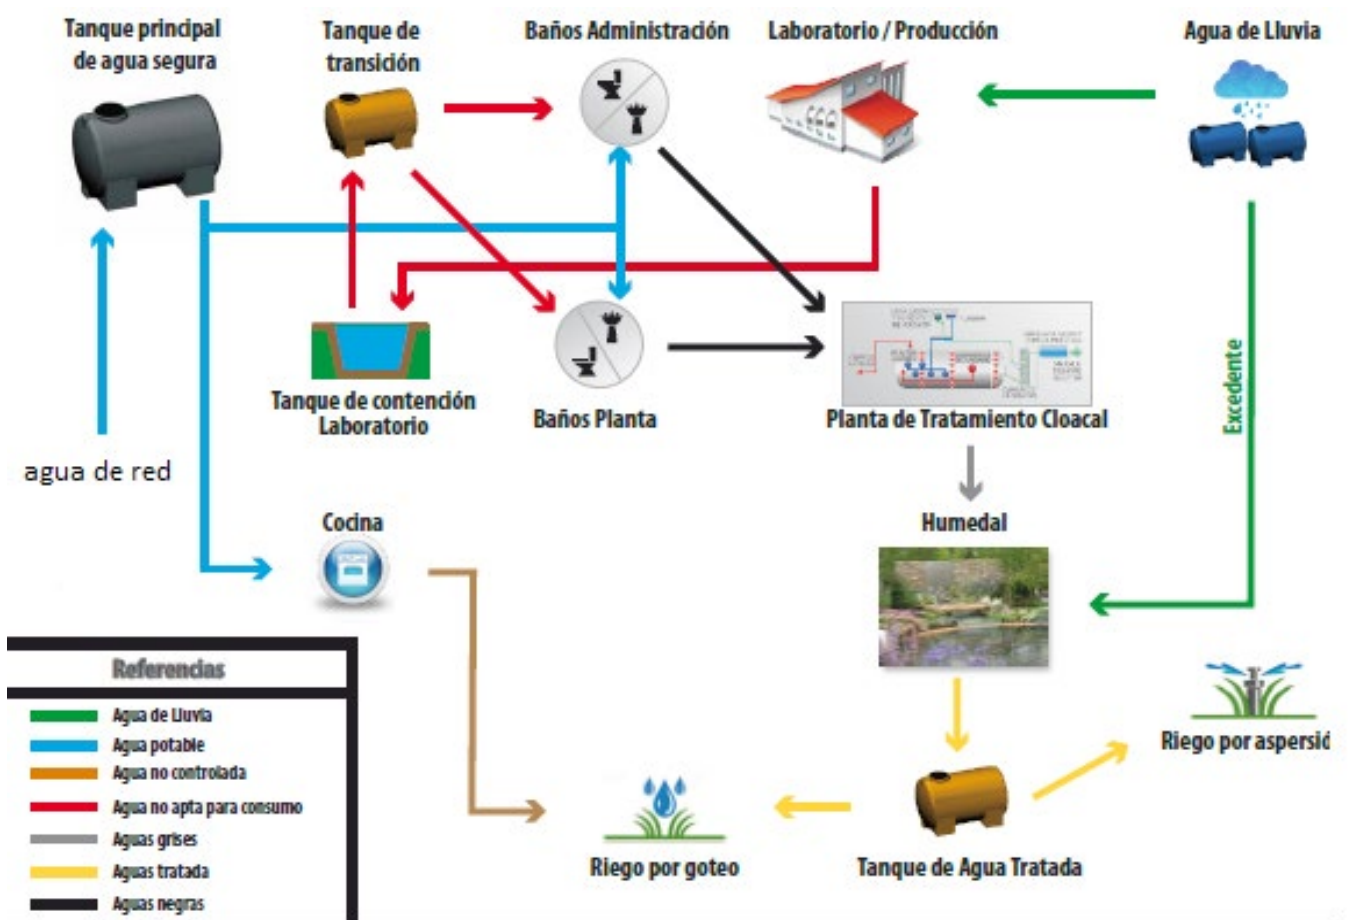 Tanque principal
de agua segura
Tanque de
transición
Baños Administración
Laboratorio / Producción
Agua de Lluvia
Tanque de contención
Laboratorio
Baños Planta
Planta de Tratamiento Cloacal
Excedente
agua de red
Cocina
Humedal
Riego por aspersió
Riego por goteo
Tanque de Agua Tratada
Referencias
Agua de Lluvia
Agua potable
Agua no controlada
Agua no apta para consumo
Aguas grises
Aguas tratada
Aguas negras